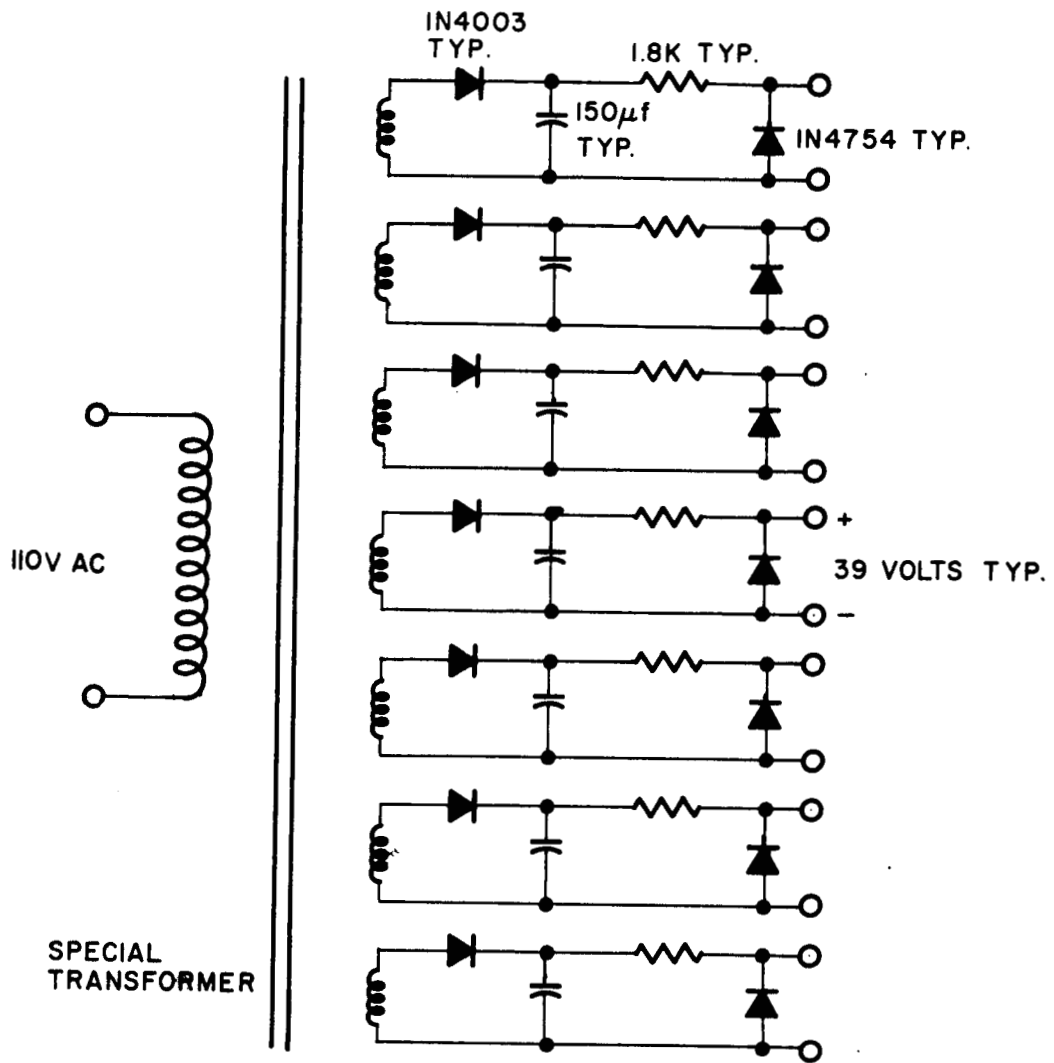 1N4003
TYP.
1.8K TYP.
150µf
TYP.
1N4754 TYP.
110V AC
+
39 VOLTS TYP.
–
SPECIAL
TRANSFORMER